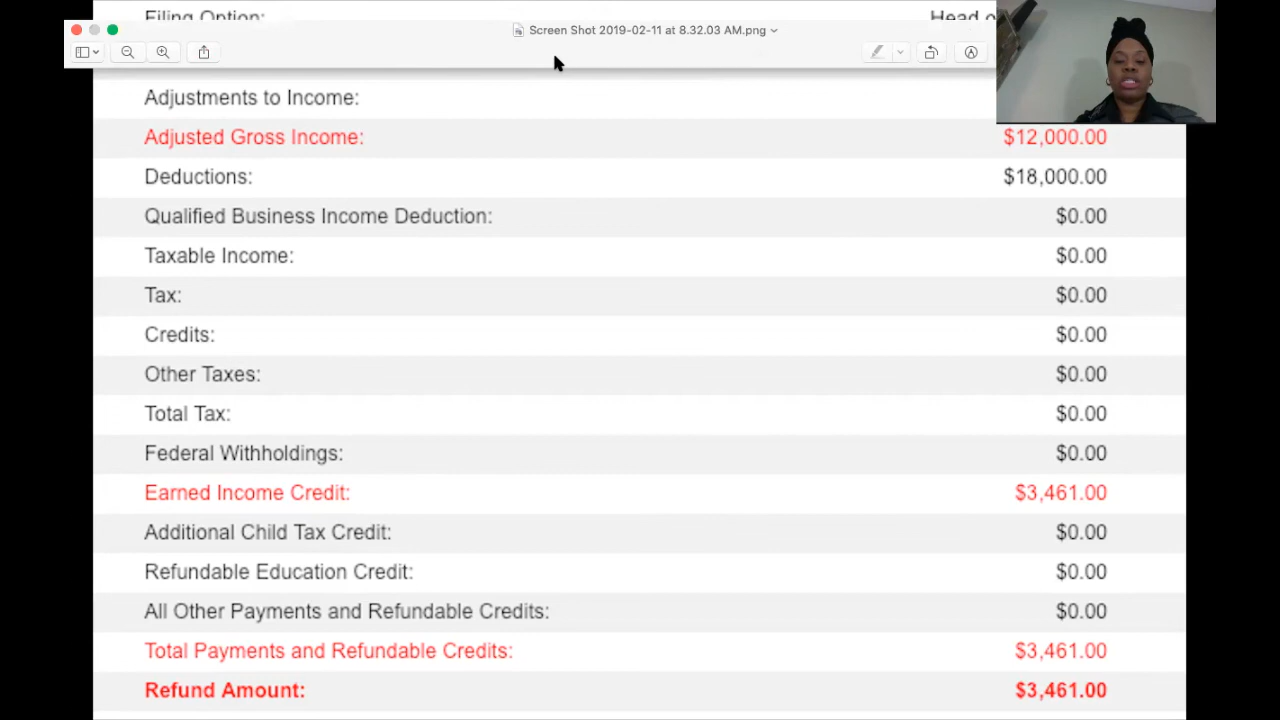 Filing Option: Head o
Screen Shot 2019-02-11 at 8.32.03 AM.png
Adjustments to Income:
Adjusted Gross Income: $12,000.00
Deductions: $18,000.00
Qualified Business Income Deduction: $0.00
Taxable Income: $0.00
Tax: $0.00
Credits: $0.00
Other Taxes: $0.00
Total Tax: $0.00
Federal Withholdings: $0.00
Earned Income Credit: $3,461.00
Additional Child Tax Credit: $0.00
Refundable Education Credit: $0.00
All Other Payments and Refundable Credits: $0.00
Total Payments and Refundable Credits: $3,461.00
Refund Amount: $3,461.00